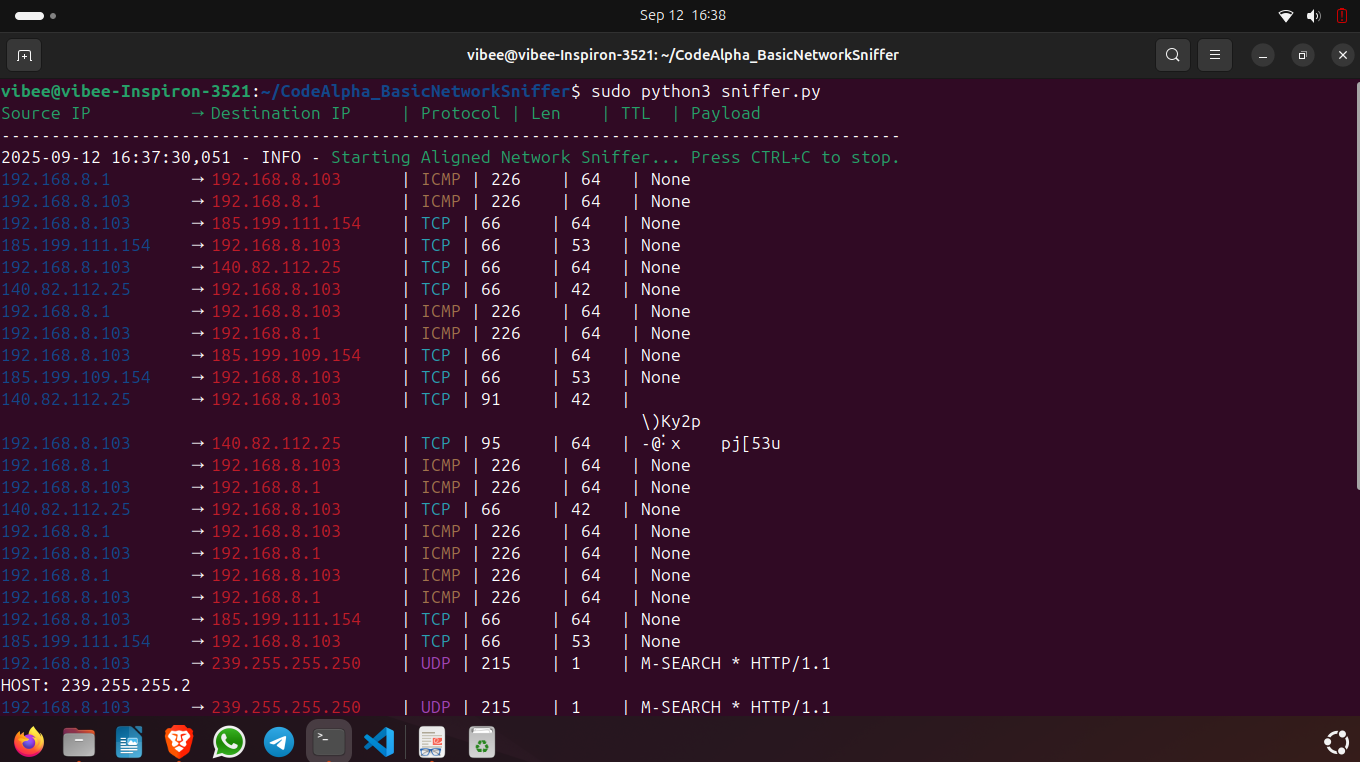 Sep 12 16:38
vibee@vibee-Inspiron-3521: ~/CodeAlpha_BasicNetworkSniffer
vibee@vibee-Inspiron-3521:~/CodeAlpha_BasicNetworkSniffer$ sudo python3 sniffer.py
Source IP → Destination IP | Protocol | Len | TTL | Payload
------------------------------------------------------------------------------------------
2025-09-12 16:37:30,051 - INFO - Starting Aligned Network Sniffer... Press CTRL+C to stop.
192.168.8.1 → 192.168.8.103 | ICMP | 226 | 64 | None
192.168.8.103 → 192.168.8.1 | ICMP | 226 | 64 | None
192.168.8.103 → 185.199.111.154 | TCP | 66 | 64 | None
185.199.111.154 → 192.168.8.103 | TCP | 66 | 53 | None
192.168.8.103 → 140.82.112.25 | TCP | 66 | 64 | None
140.82.112.25 → 192.168.8.103 | TCP | 66 | 42 | None
192.168.8.1 → 192.168.8.103 | ICMP | 226 | 64 | None
192.168.8.103 → 192.168.8.1 | ICMP | 226 | 64 | None
192.168.8.103 → 185.199.109.154 | TCP | 66 | 64 | None
185.199.109.154 → 192.168.8.103 | TCP | 66 | 53 | None
140.82.112.25 → 192.168.8.103 | TCP | 91 | 42 |
\)Ky2p
192.168.8.103 → 140.82.112.25 | TCP | 95 | 64 | -@ x pj[53u
192.168.8.1 → 192.168.8.103 | ICMP | 226 | 64 | None
192.168.8.103 → 192.168.8.1 | ICMP | 226 | 64 | None
140.82.112.25 → 192.168.8.103 | TCP | 66 | 42 | None
192.168.8.1 → 192.168.8.103 | ICMP | 226 | 64 | None
192.168.8.103 → 192.168.8.1 | ICMP | 226 | 64 | None
192.168.8.1 → 192.168.8.103 | ICMP | 226 | 64 | None
192.168.8.103 → 192.168.8.1 | ICMP | 226 | 64 | None
192.168.8.103 → 185.199.111.154 | TCP | 66 | 64 | None
185.199.111.154 → 192.168.8.103 | TCP | 66 | 53 | None
192.168.8.103 → 239.255.255.250 | UDP | 215 | 1 | M-SEARCH * HTTP/1.1
HOST: 239.255.255.2
192.168.8.103 → 239.255.255.250 | UDP | 215 | 1 | M-SEARCH * HTTP/1.1